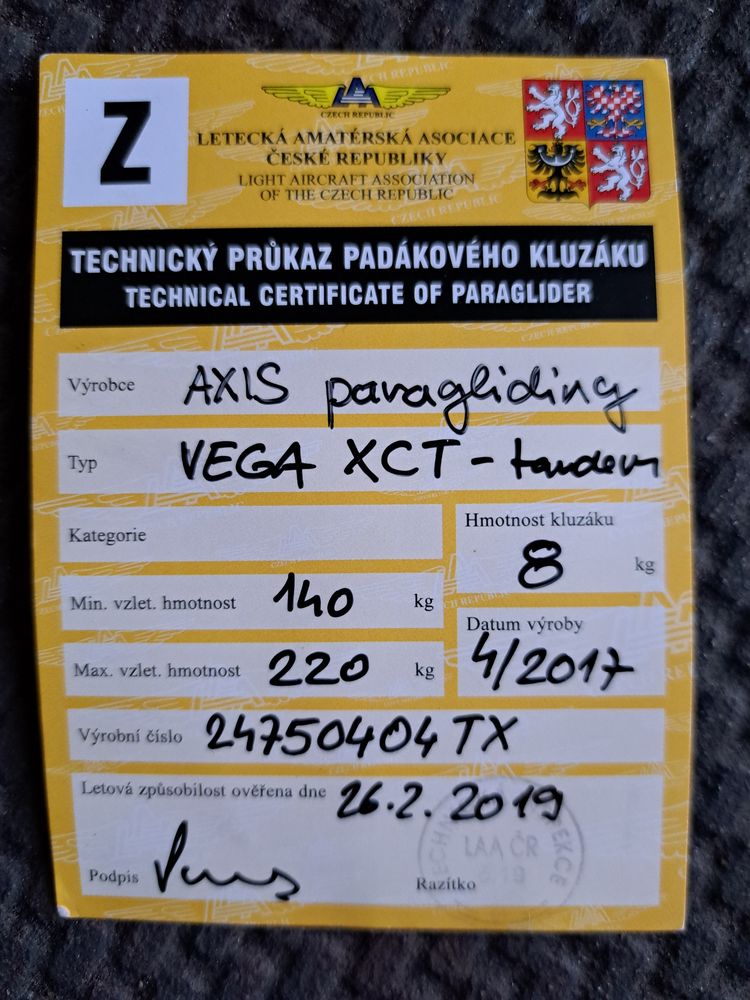 Z
LAA
CZECH REPUBLIC
LETECKÁ AMATÉRSKÁ ASOCIACE
ČESKÉ REPUBLIKY
LIGHT AIRCRAFT ASSOCIATION
OF THE CZECH REPUBLIC
TECHNICKÝ PRŮKAZ PADÁKOVÉHO KLUZÁKU
TECHNICAL CERTIFICATE OF PARAGLIDER
Výrobce AXIS paragliding
Typ VEGA XCT - tandem
Kategorie
Hmotnost kluzáku
8 kg
Min. vzlet. hmotnost 140 kg
Datum výroby
4/2017
Max. vzlet. hmotnost 220 kg
Výrobní číslo 24750404TX
Letová způsobilost ověřena dne 26.2.2019
Podpis
Razítko
LAA ČR